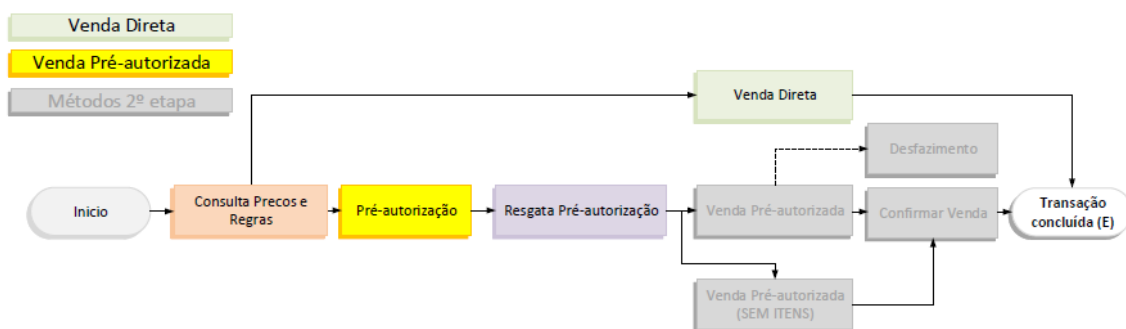 Venda Direta
Venda Pré-autorizada
Métodos 2º etapa
Venda Direta
Desfazimento
Inicio
Consulta Precos e
Regras
Pré-autorização
Resgata Pré-autorização
Venda Pré-autorizada
Confirmar Venda
Transação
concluída (E)
Venda Pré-autorizada
(SEM ITENS)